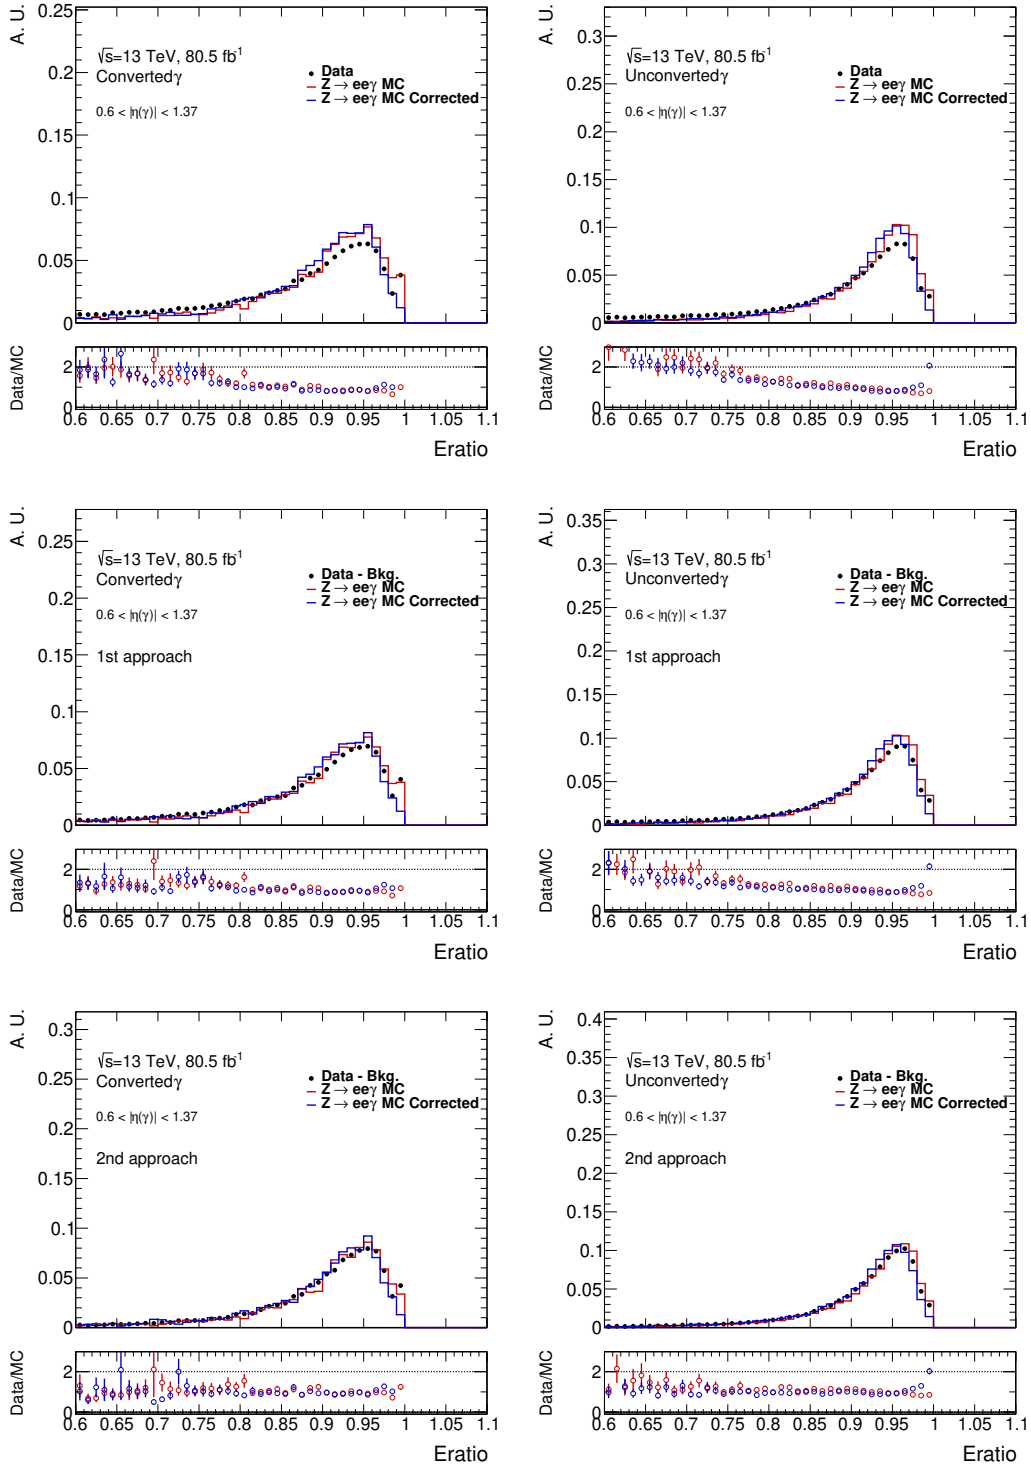 A. U.
0.25
0.2
0.15
0.1
0.05
0
√s=13 TeV, 80.5 fb-1
Converted γ
0.6 < |η(γ)| < 1.37
Data
Z → eeγ MC
Z → eeγ MC Corrected
Data/MC
2
0
0.6 0.65 0.7 0.75 0.8 0.85 0.9 0.95 1 1.05 1.1
Eratio
A. U.
0.3
0.25
0.2
0.15
0.1
0.05
0
√s=13 TeV, 80.5 fb-1
Unconverted γ
0.6 < |η(γ)| < 1.37
Data
Z → eeγ MC
Z → eeγ MC Corrected
Data/MC
2
0
0.6 0.65 0.7 0.75 0.8 0.85 0.9 0.95 1 1.05 1.1
Eratio
A. U.
0.25
0.2
0.15
0.1
0.05
0
√s=13 TeV, 80.5 fb-1
Converted γ
0.6 < |η(γ)| < 1.37
1st approach
Data - Bkg.
Z → eeγ MC
Z → eeγ MC Corrected
Data/MC
2
0
0.6 0.65 0.7 0.75 0.8 0.85 0.9 0.95 1 1.05 1.1
Eratio
A. U.
0.35
0.3
0.25
0.2
0.15
0.1
0.05
0
√s=13 TeV, 80.5 fb-1
Unconverted γ
0.6 < |η(γ)| < 1.37
1st approach
Data - Bkg.
Z → eeγ MC
Z → eeγ MC Corrected
Data/MC
2
0
0.6 0.65 0.7 0.75 0.8 0.85 0.9 0.95 1 1.05 1.1
Eratio
A. U.
0.3
0.25
0.2
0.15
0.1
0.05
0
√s=13 TeV, 80.5 fb-1
Converted γ
0.6 < |η(γ)| < 1.37
2nd approach
Data - Bkg.
Z → eeγ MC
Z → eeγ MC Corrected
Data/MC
2
0
0.6 0.65 0.7 0.75 0.8 0.85 0.9 0.95 1 1.05 1.1
Eratio
A. U.
0.4
0.35
0.3
0.25
0.2
0.15
0.1
0.05
0
√s=13 TeV, 80.5 fb-1
Unconverted γ
0.6 < |η(γ)| < 1.37
2nd approach
Data - Bkg.
Z → eeγ MC
Z → eeγ MC Corrected
Data/MC
2
0
0.6 0.65 0.7 0.75 0.8 0.85 0.9 0.95 1 1.05 1.1
Eratio